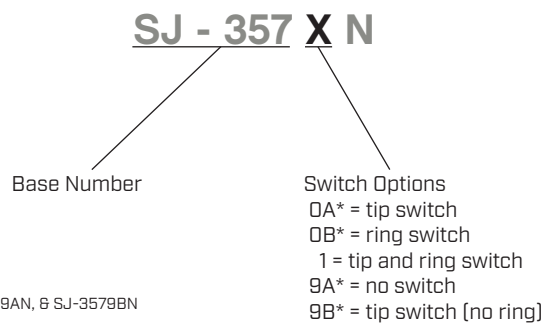 SJ - 357 X N
Base Number
Switch Options
0A* = tip switch
0B* = ring switch
1 = tip and ring switch
9A* = no switch
9B* = tip switch (no ring)
9AN, & SJ-3579BN